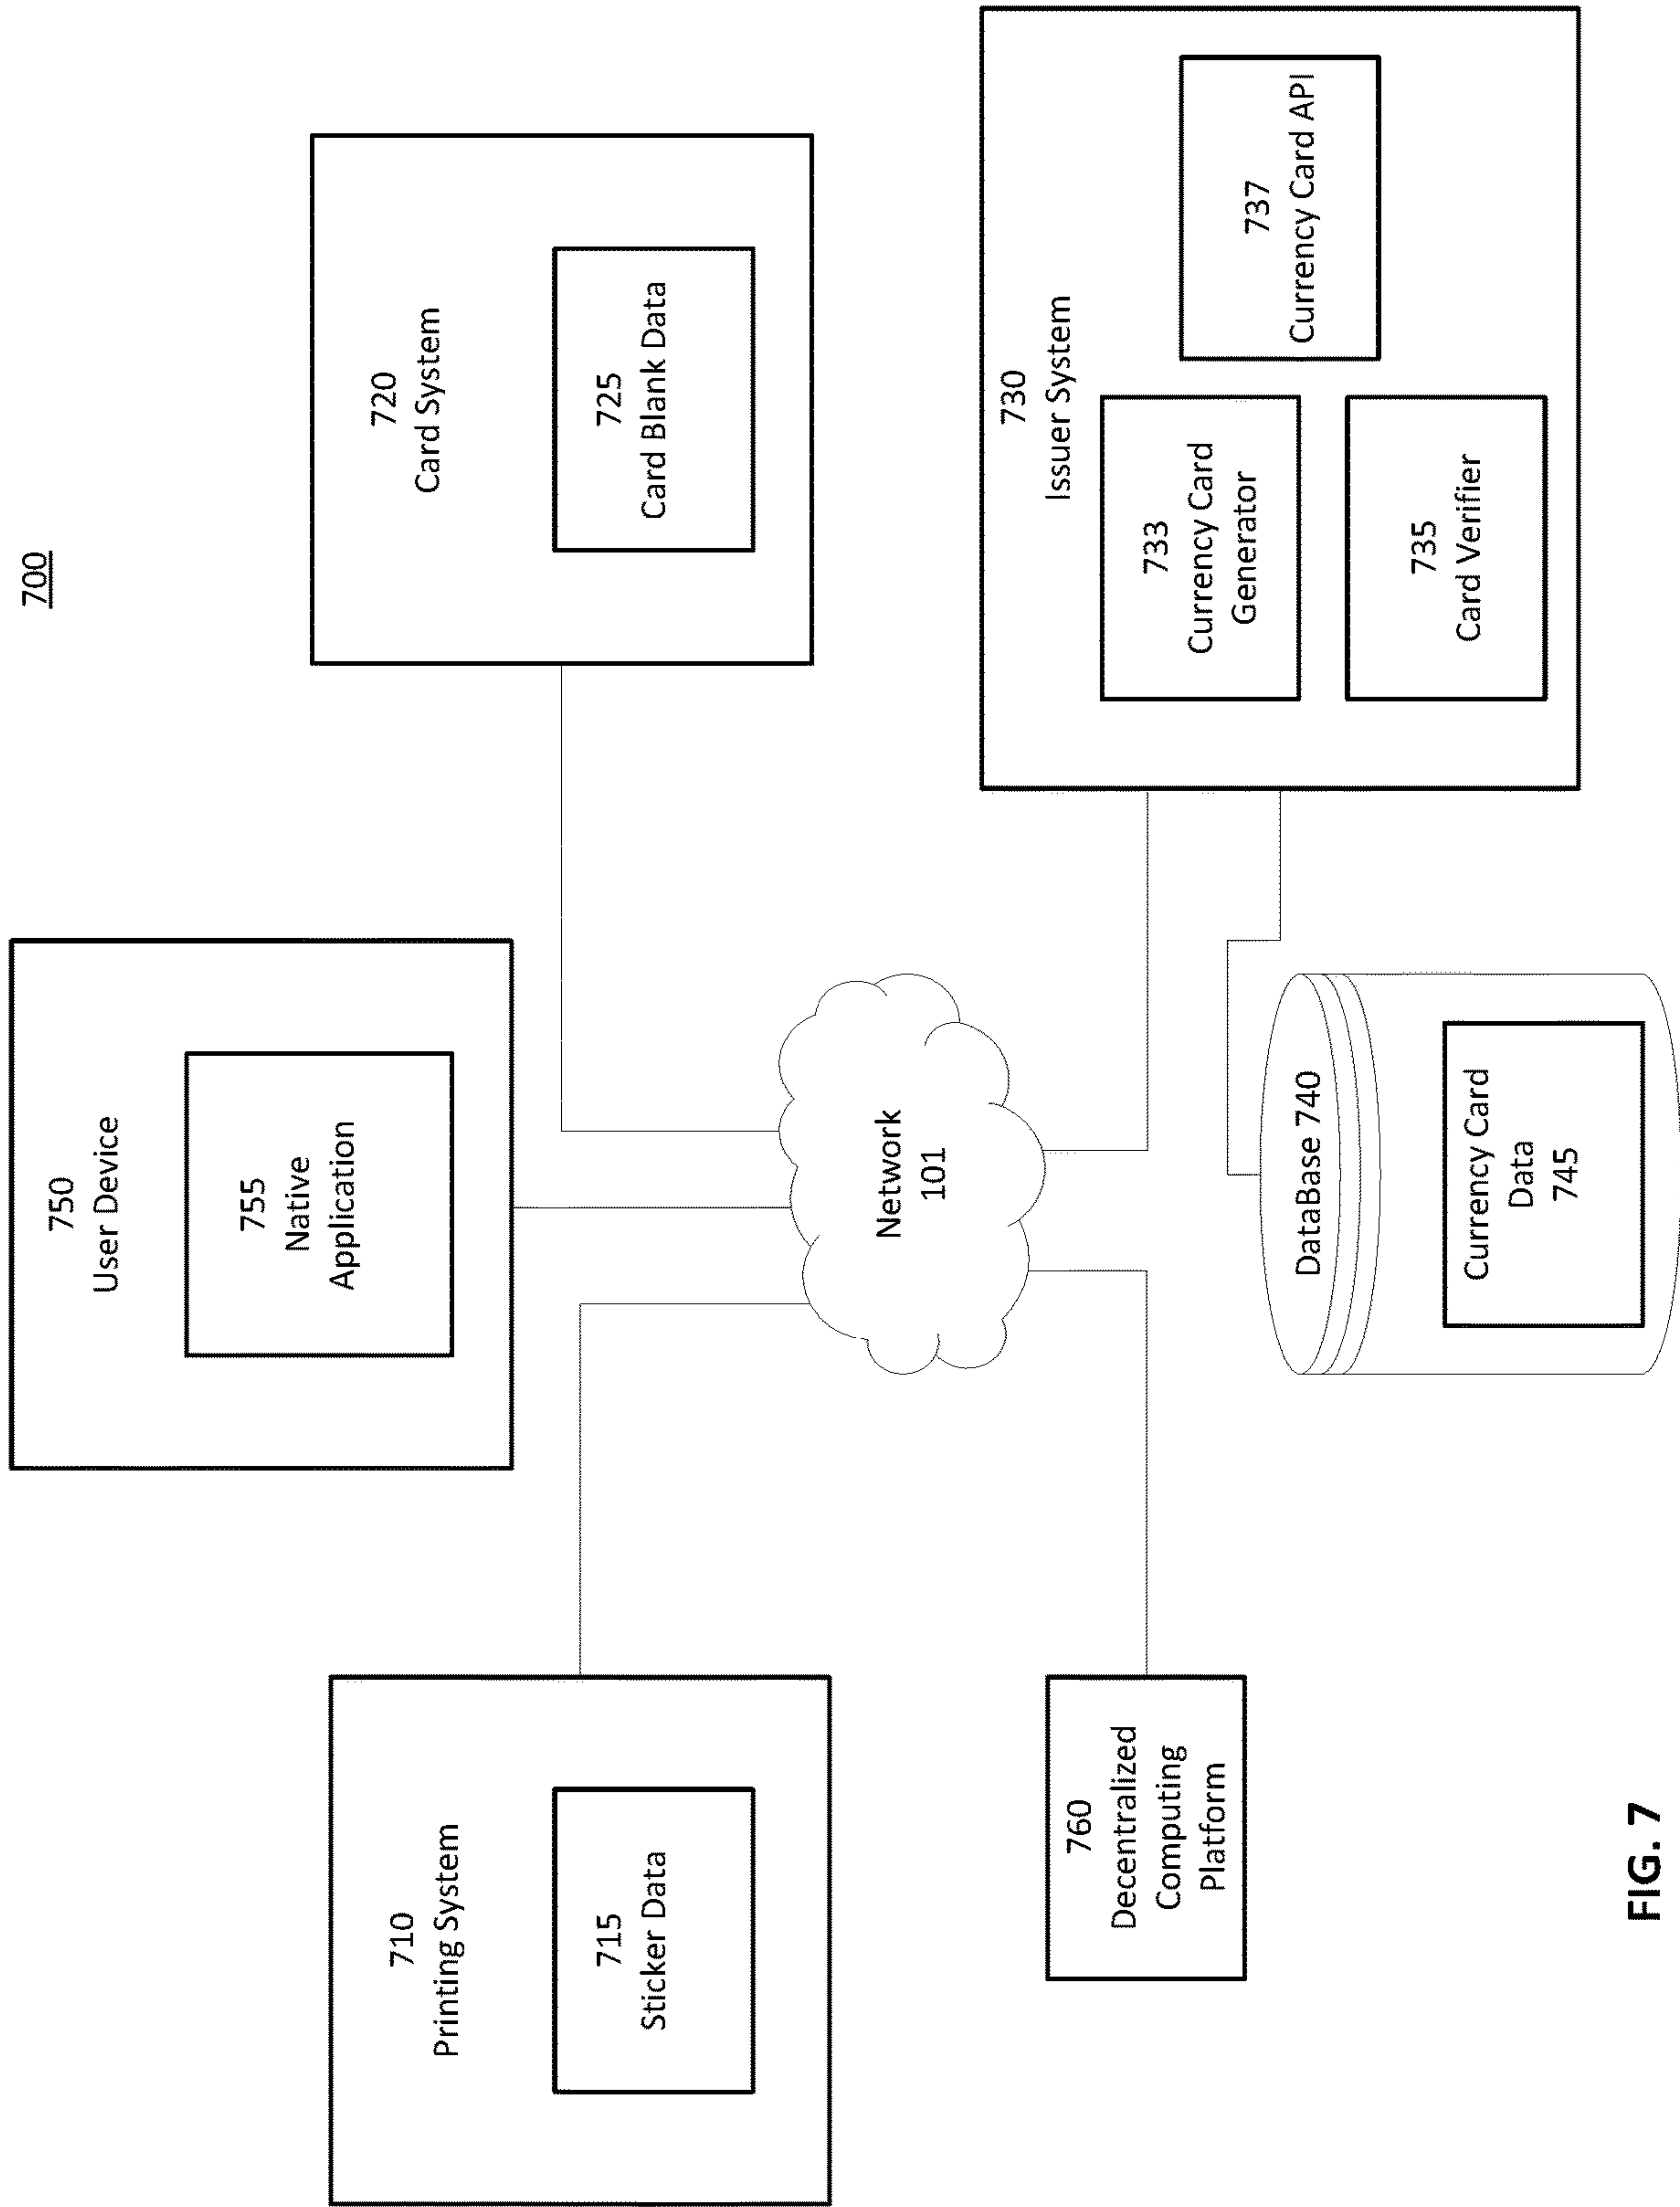 700
750
User Device
755
Native
Application
710
Printing System
715
Sticker Data
720
Card System
725
Card Blank Data
Network
101
760
Decentralized
Computing
Platform
DataBase 740
Currency Card
Data
745
730
Issuer System
733
Currency Card
Generator
737
Currency Card API
735
Card Verifier
FIG. 7